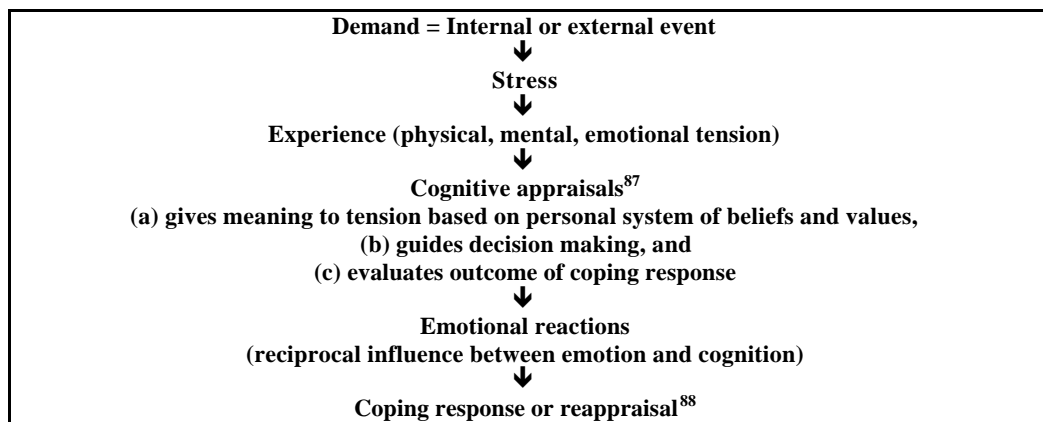 Demand = Internal or external event
🡻
Stress
🡻
Experience (physical, mental, emotional tension)
🡻
Cognitive appraisals⁸⁷
(a) gives meaning to tension based on personal system of beliefs and values,
(b) guides decision making, and
(c) evaluates outcome of coping response
🡻
Emotional reactions
(reciprocal influence between emotion and cognition)
🡻
Coping response or reappraisal⁸⁸